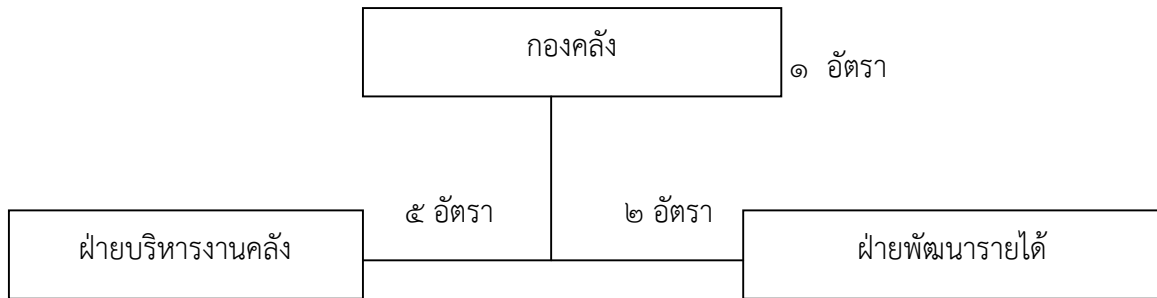 กองคลัง
๑ อัตรา
๕ อัตรา
๒ อัตรา
ฝ่ายบริหารงานคลัง
ฝ่ายพัฒนารายได้